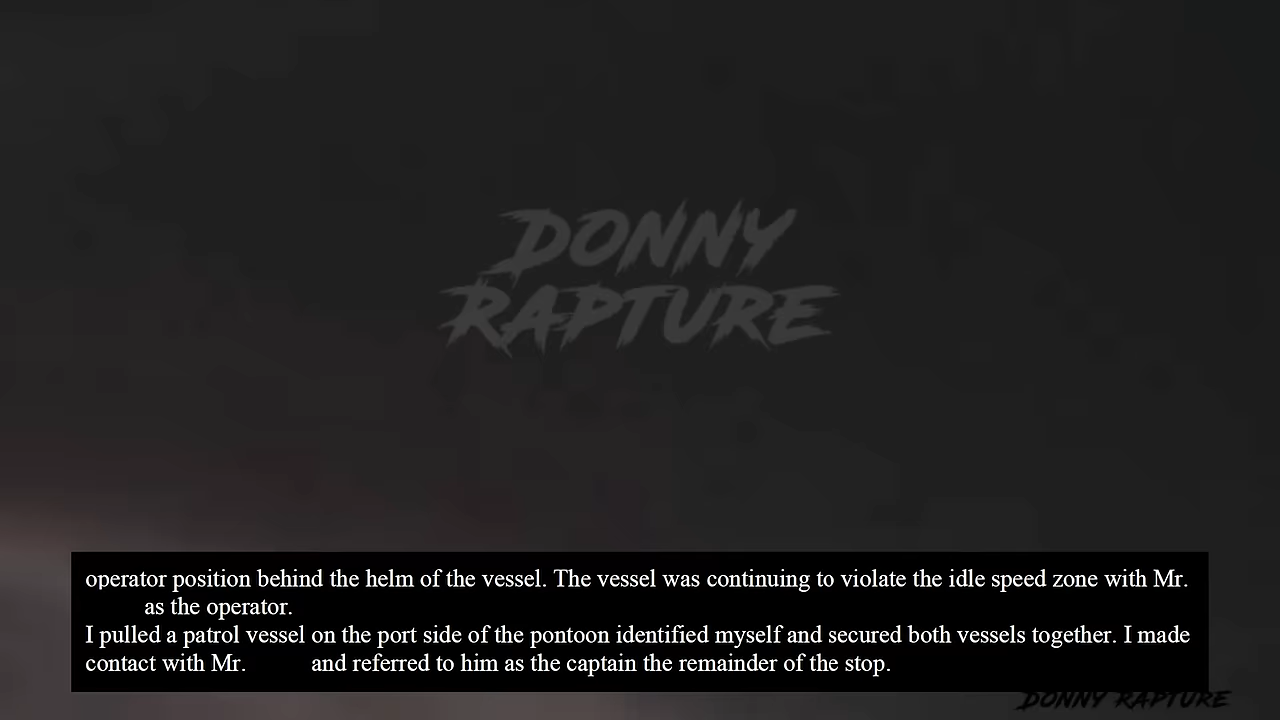 DONNY
RAPTURE
operator position behind the helm of the vessel. The vessel was continuing to violate the idle speed zone with Mr.
as the operator.
I pulled a patrol vessel on the port side of the pontoon identified myself and secured both vessels together. I made
contact with Mr. and referred to him as the captain the remainder of the stop.
DONNY RAPTURE